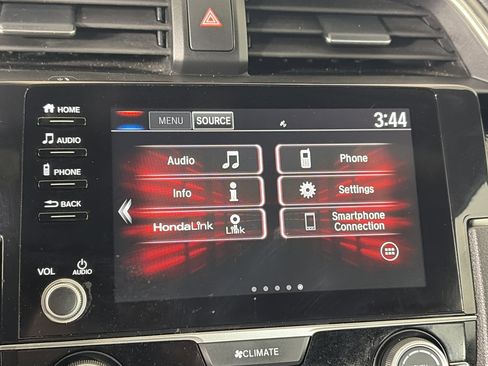 HOME
AUDIO
PHONE
BACK
VOL
AUDIO
MENU
SOURCE
3:44
Audio
Phone
Info
Settings
HondaLink
Link
Smartphone
Connection
CLIMATE